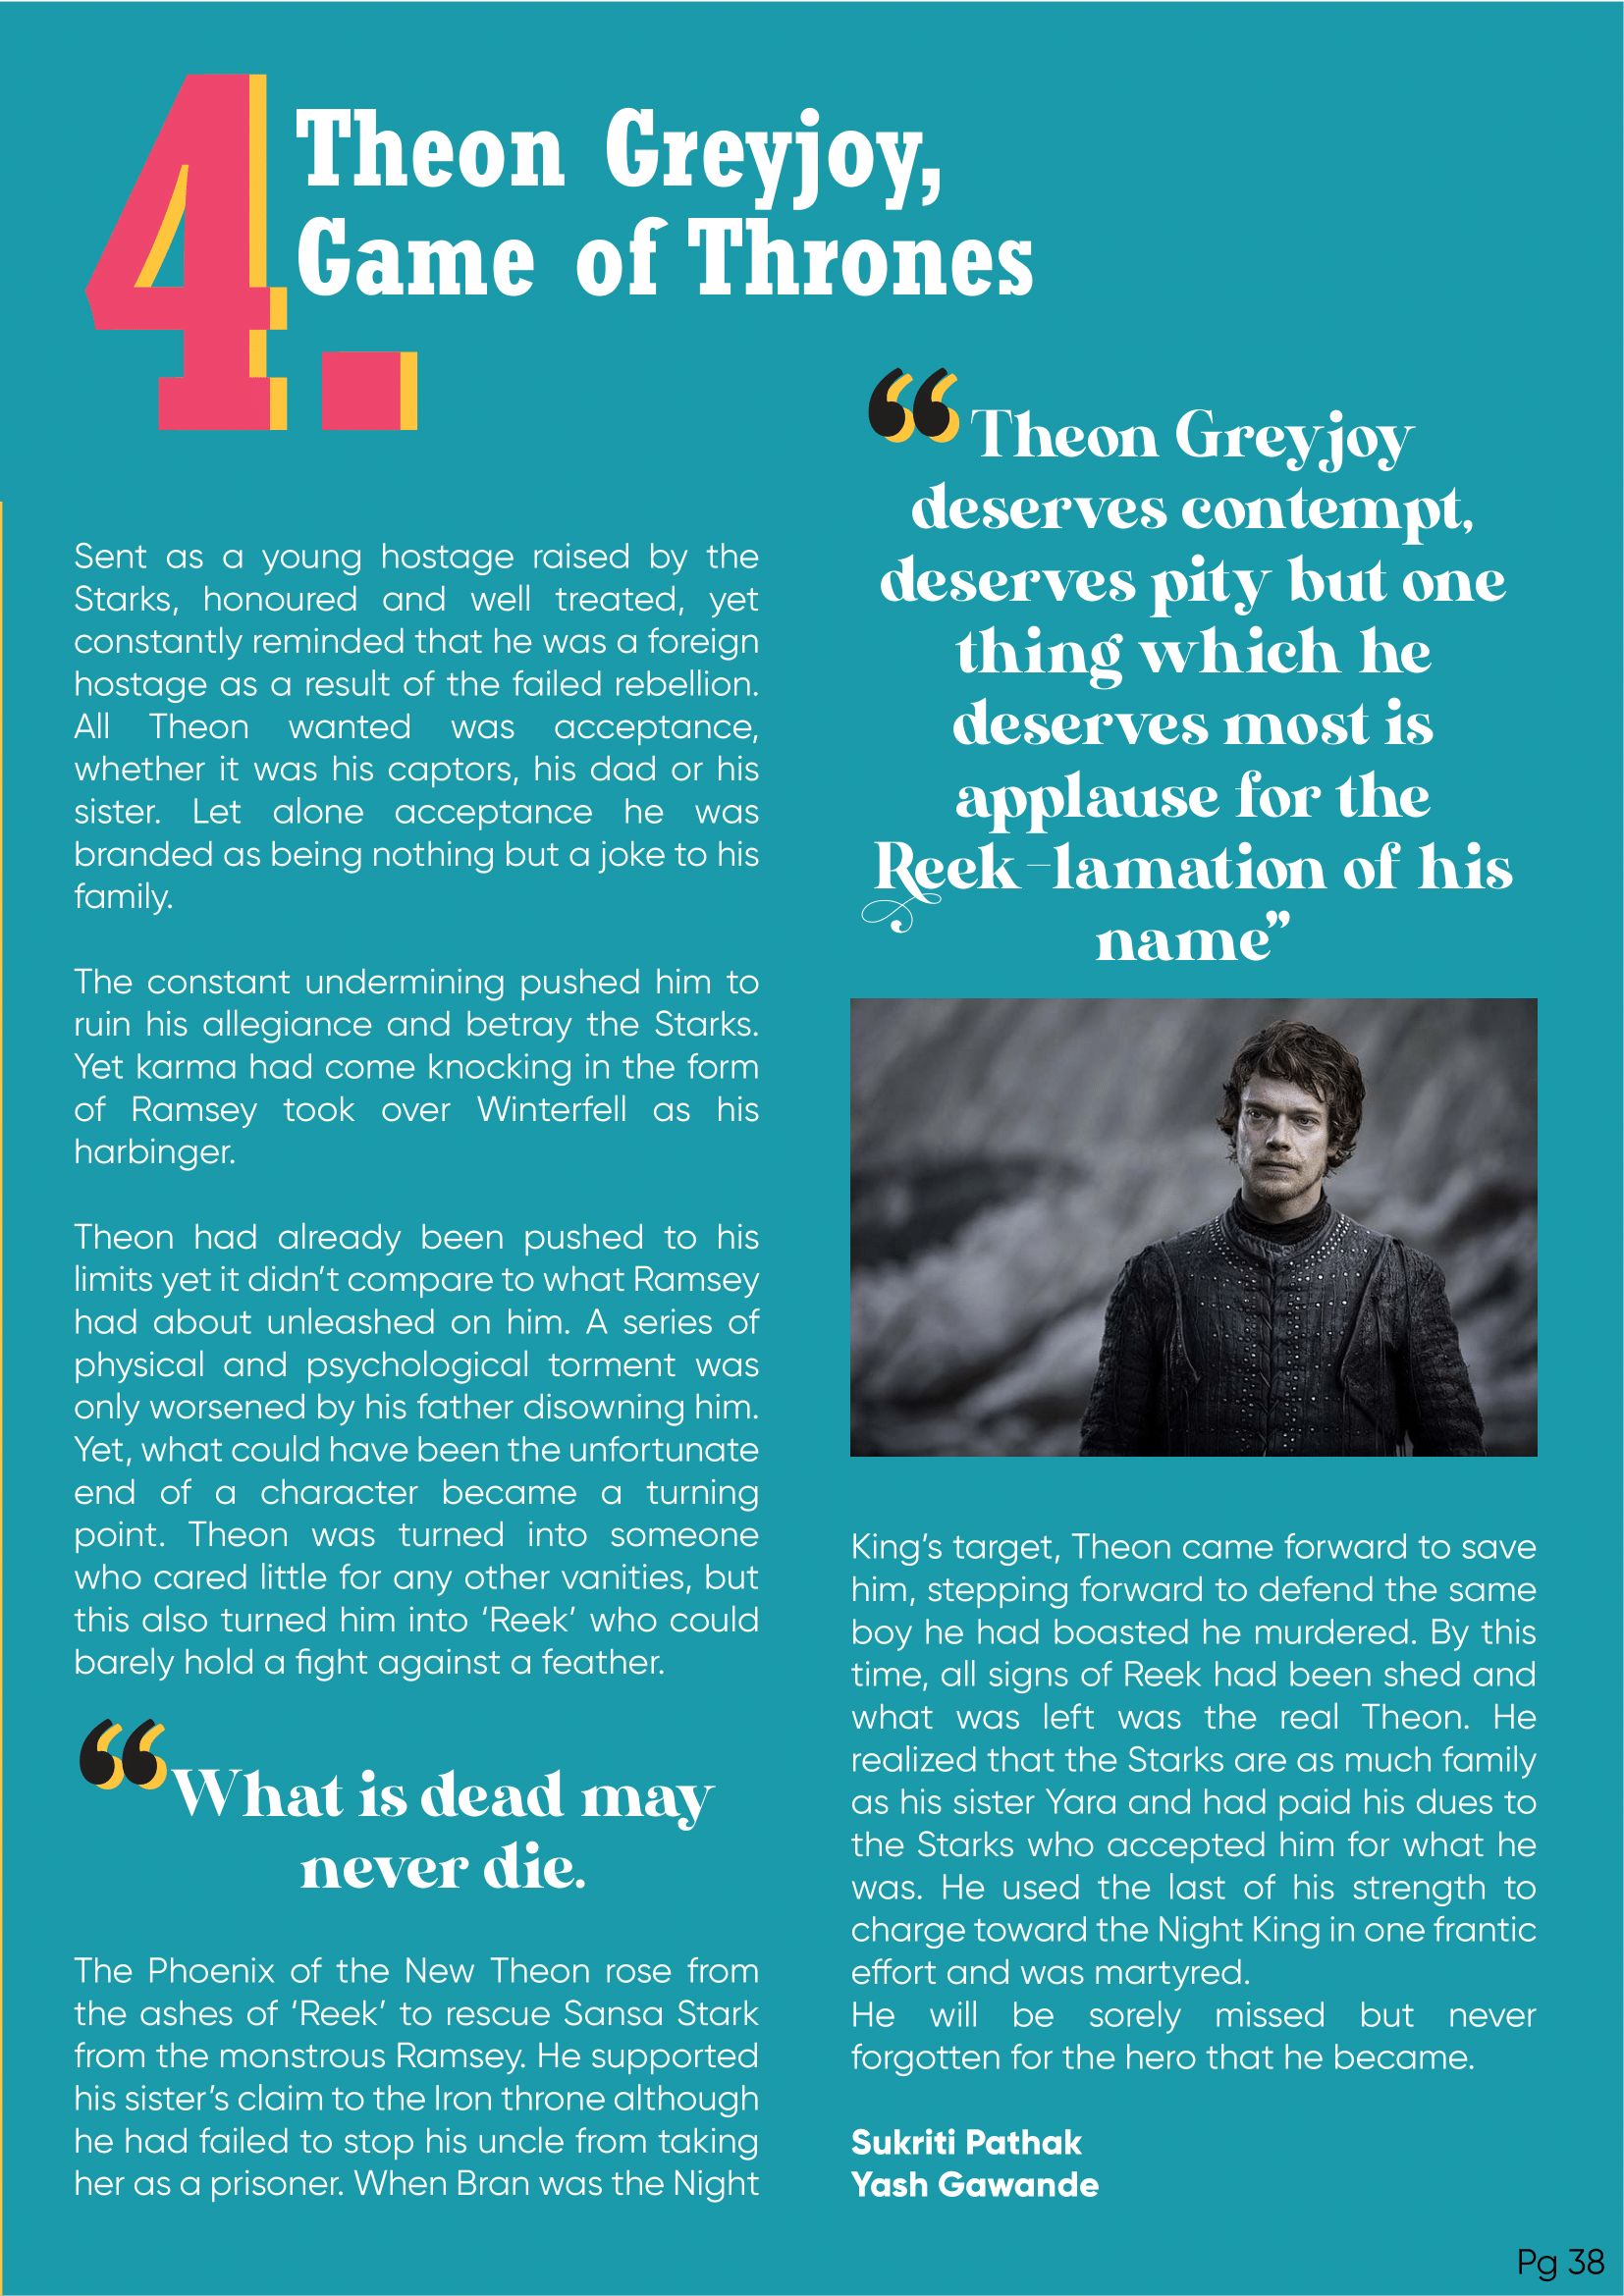 4.
Theon Greyjoy,
Game of Thrones
Sent as a young hostage raised by the
Starks, honoured and well treated, yet
constantly reminded that he was a foreign
hostage as a result of the failed rebellion.
All Theon wanted was acceptance,
whether it was his captors, his dad or his
sister. Let alone acceptance he was
branded as being nothing but a joke to his
family.
The constant undermining pushed him to
ruin his allegiance and betray the Starks.
Yet karma had come knocking in the form
of Ramsey took over Winterfell as his
harbinger.
Theon had already been pushed to his
limits yet it didn't compare to what Ramsey
had about unleashed on him. A series of
physical and psychological torment was
only worsened by his father disowning him.
Yet, what could have been the unfortunate
end of a character became a turning
point. Theon was turned into someone
who cared little for any other vanities, but
this also turned him into ‘Reek’ who could
barely hold a fight against a feather.
“What is dead may
never die.
The Phoenix of the New Theon rose from
the ashes of ‘Reek’ to rescue Sansa Stark
from the monstrous Ramsey. He supported
his sister’s claim to the Iron throne although
he had failed to stop his uncle from taking
her as a prisoner. When Bran was the Night
“Theon Greyjoy
deserves contempt,
deserves pity but one
thing which he
deserves most is
applause for the
Reek-lamation of his
name”
King’s target, Theon came forward to save
him, stepping forward to defend the same
boy he had boasted he murdered. By this
time, all signs of Reek had been shed and
what was left was the real Theon. He
realized that the Starks are as much family
as his sister Yara and had paid his dues to
the Starks who accepted him for what he
was. He used the last of his strength to
charge toward the Night King in one frantic
effort and was martyred.
He will be sorely missed but never
forgotten for the hero that he became.
Sukriti Pathak
Yash Gawande
Pg 38